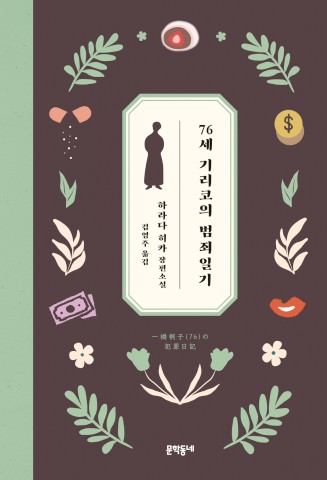 76세 기리코의 범죄일기
하라다 히카 장편소설
김영주 옮김
一橋桐子(76)の
犯罪日記
문학동네